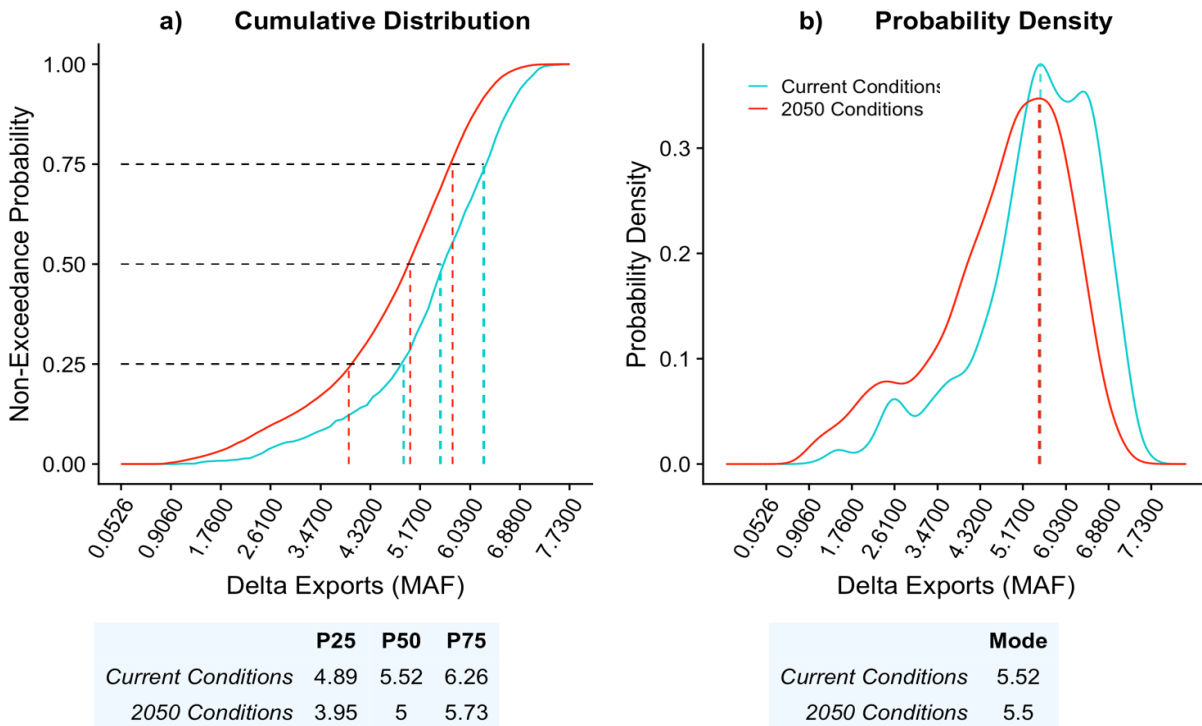 a) Cumulative Distribution
Non-Exceedance Probability
1.00
0.75
0.50
0.25
0.00
0.0526
0.9060
1.7600
2.6100
3.4700
4.3200
5.1700
6.0300
6.8800
7.7300
Delta Exports (MAF)
P25 P50 P75
Current Conditions 4.89 5.52 6.26
2050 Conditions 3.95 5 5.73
b) Probability Density
Current Conditions
2050 Conditions
Probability Density
0.3
0.2
0.1
0.0
0.0526
0.9060
1.7600
2.6100
3.4700
4.3200
5.1700
6.0300
6.8800
7.7300
Delta Exports (MAF)
Mode
Current Conditions 5.52
2050 Conditions 5.5